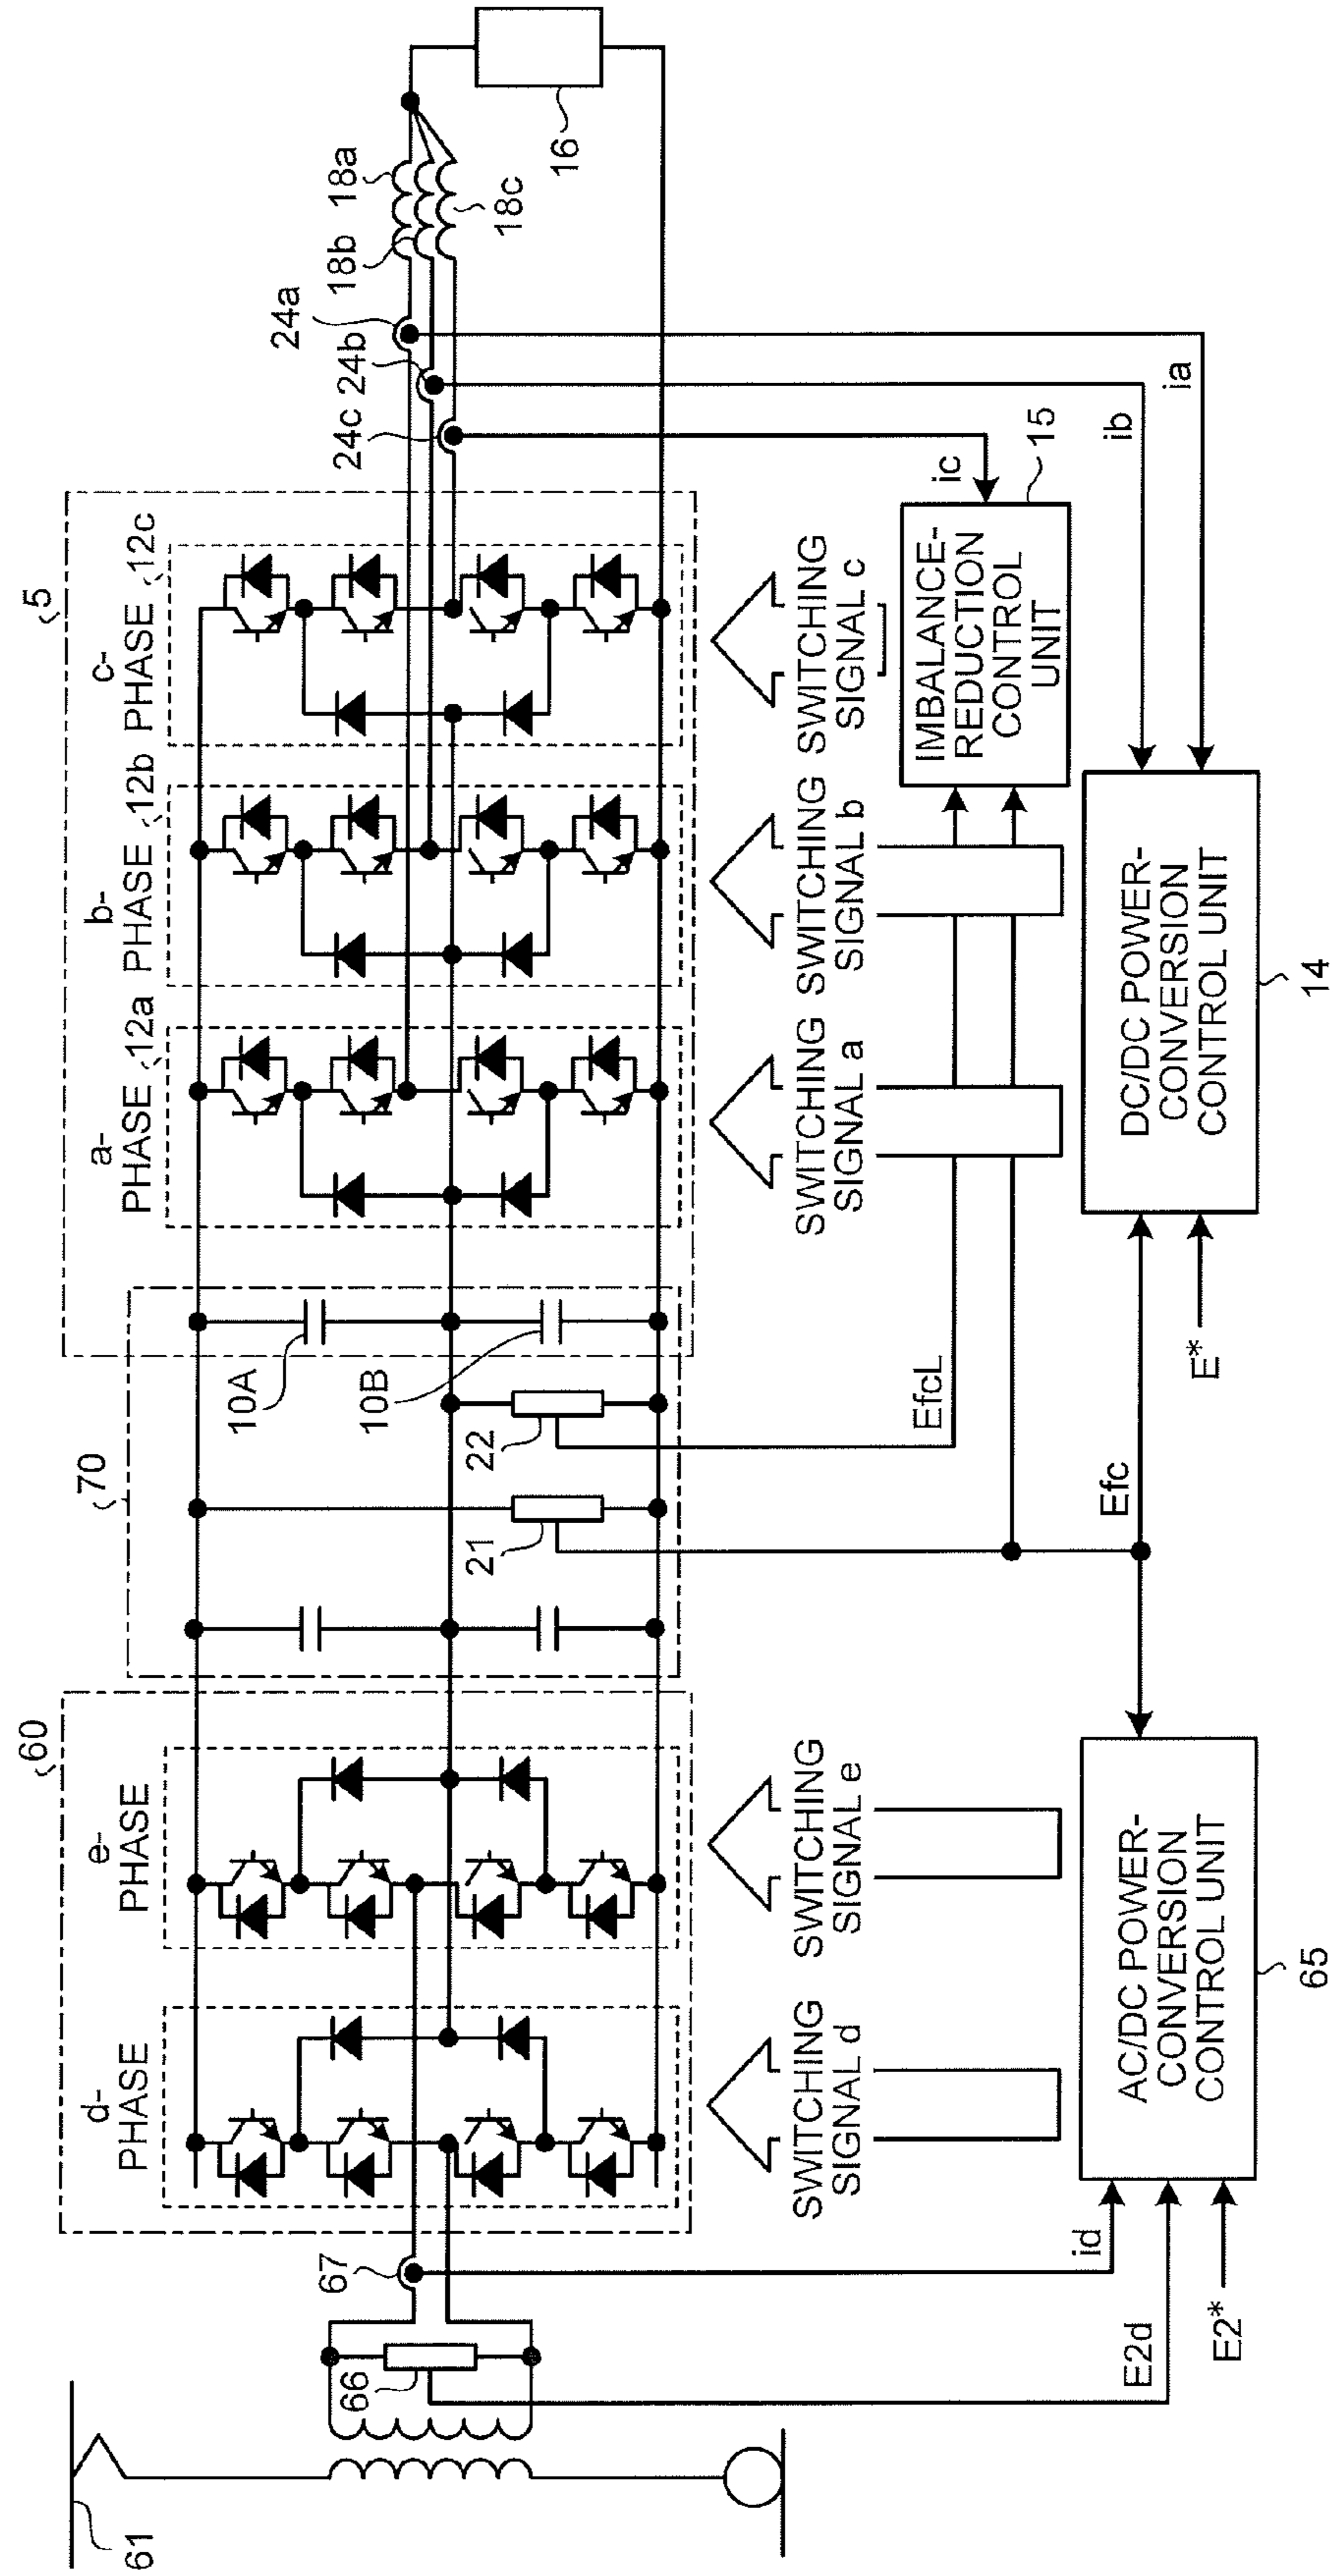 61
66
67
60
d-
PHASE
e-
PHASE
70
21
22
10A
10B
5
a-
PHASE
12a
b-
PHASE
12b
c-
PHASE
12c
24a
24b
24c
18a
18b
18c
16
SWITCHING
SIGNAL d
SWITCHING
SIGNAL e
SWITCHING
SIGNAL a
SWITCHING
SIGNAL b
SWITCHING
SIGNAL c
EfcL
Efc
ic
ib
ia
IMBALANCE-
REDUCTION
CONTROL
UNIT
15
id
E2d
E2*
AC/DC POWER-
CONVERSION
CONTROL UNIT
65
E*
DC/DC POWER-
CONVERSION
CONTROL UNIT
14